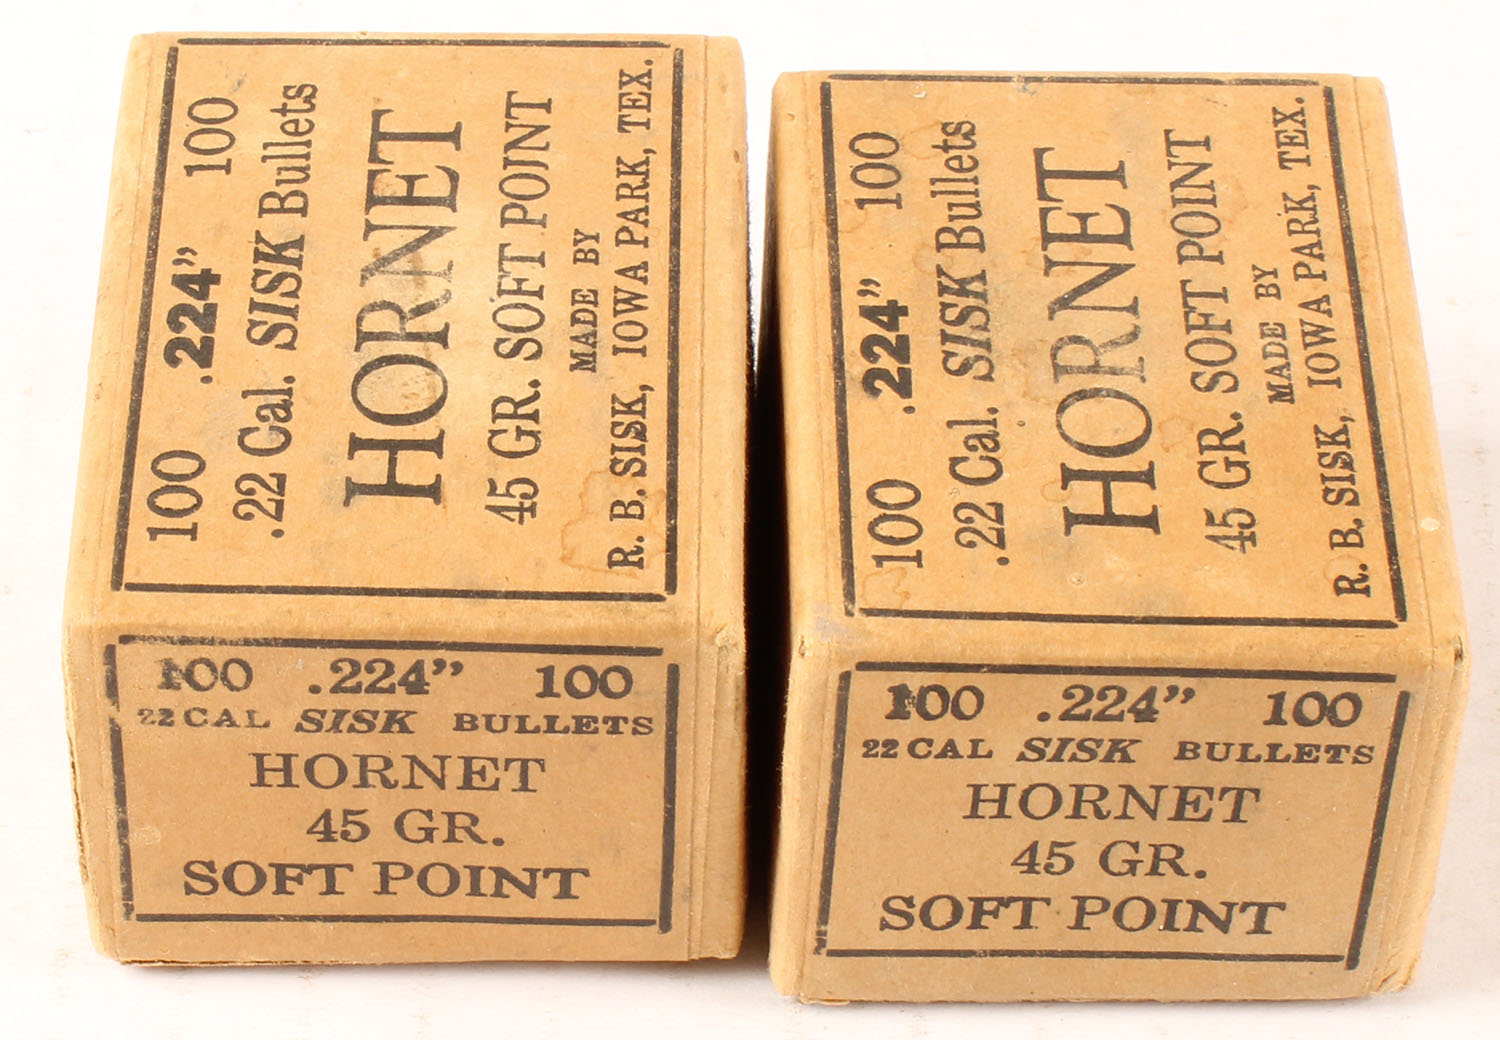 100 .224” 100
.22 Cal. SISK Bullets
HORNET
45 GR. SOFT POINT
MADE BY
R. B. SISK, IOWA PARK, TEX.
100 .224” 100
22 CAL SISK BULLETS
HORNET
45 GR.
SOFT POINT
100 .224” 100
.22 Cal. SISK Bullets
HORNET
45 GR. SOFT POINT
MADE BY
R. B. SISK, IOWA PARK, TEX.
100 .224” 100
22 CAL SISK BULLETS
HORNET
45 GR.
SOFT POINT